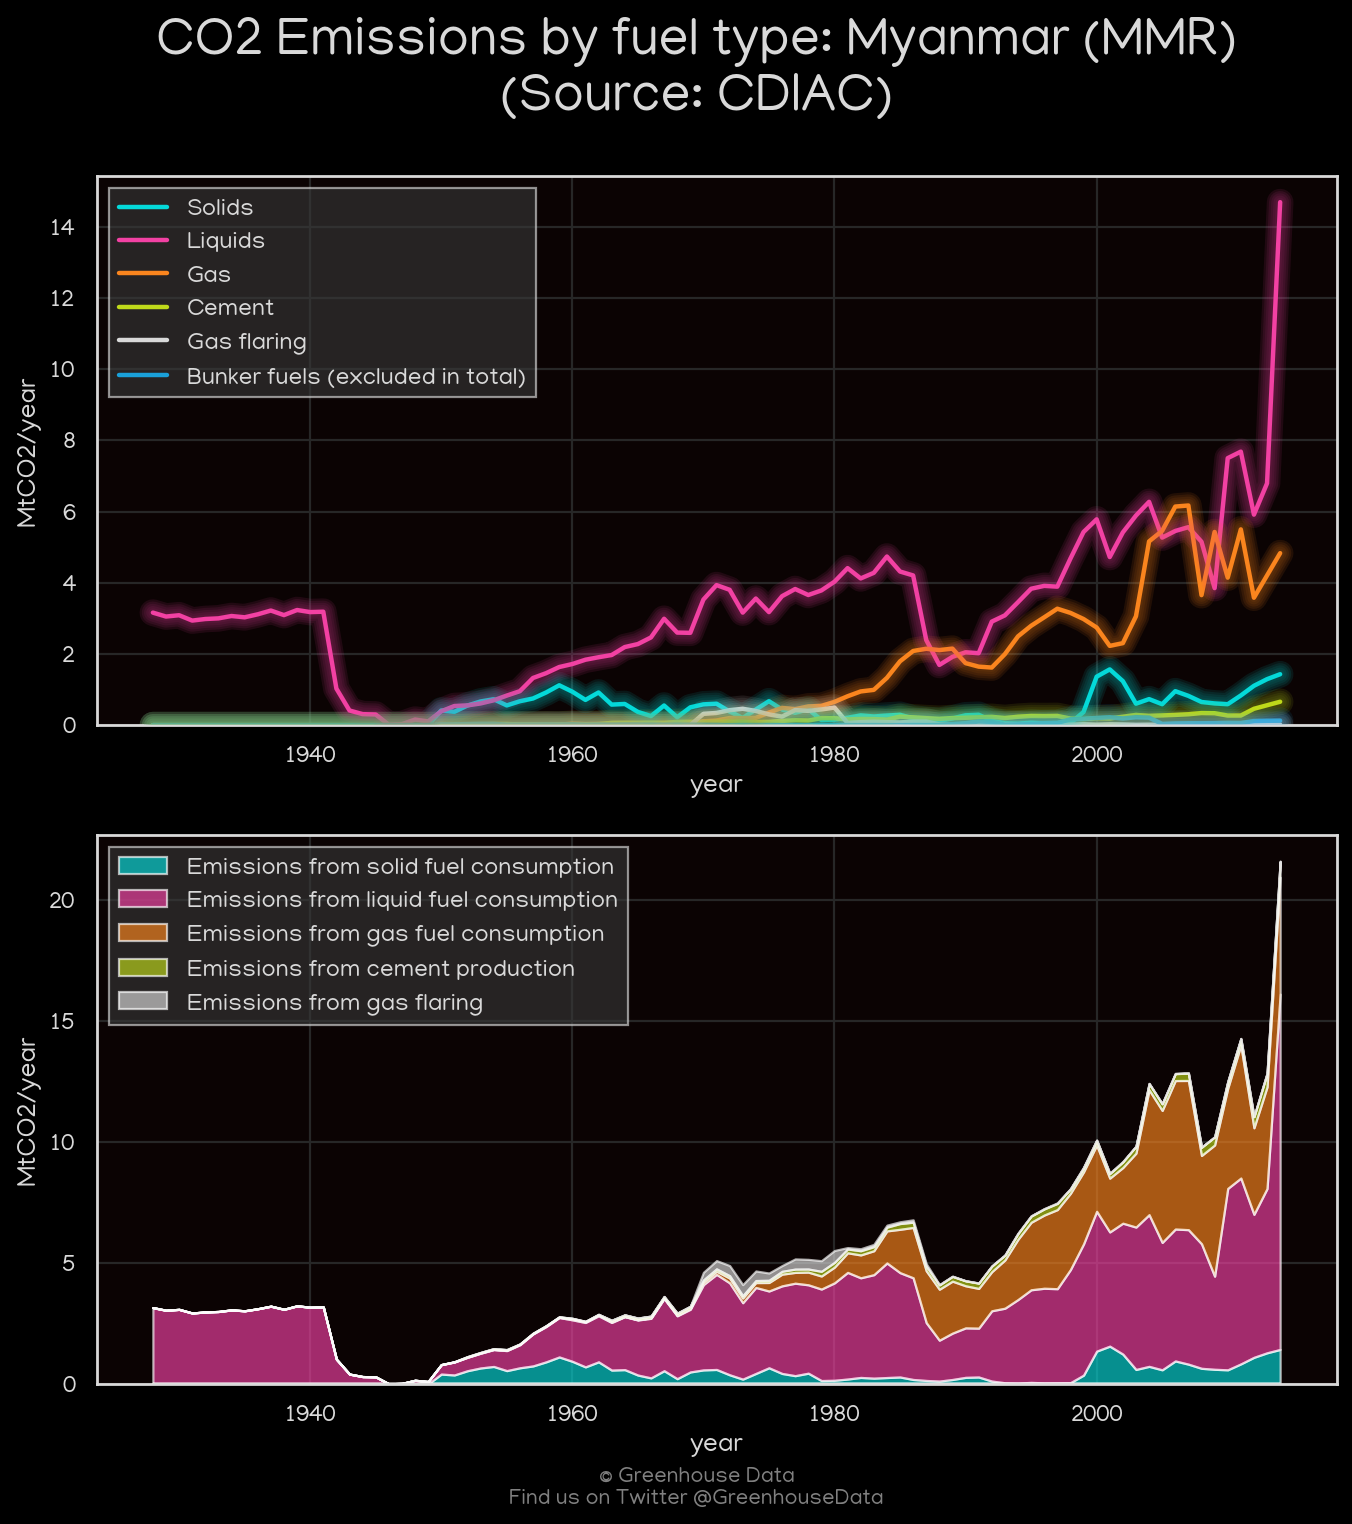 CO2 Emissions by fuel type: Myanmar (MMR)
(Source: CDIAC)
Solids
Liquids
Gas
Cement
Gas flaring
Bunker fuels (excluded in total)
14
12
10
8
6
4
2
0
MtCO2/year
1940 1960 1980 2000
year
Emissions from solid fuel consumption
Emissions from liquid fuel consumption
Emissions from gas fuel consumption
Emissions from cement production
Emissions from gas flaring
20
15
10
5
0
MtCO2/year
1940 1960 1980 2000
year
© Greenhouse Data
Find us on Twitter @GreenhouseData